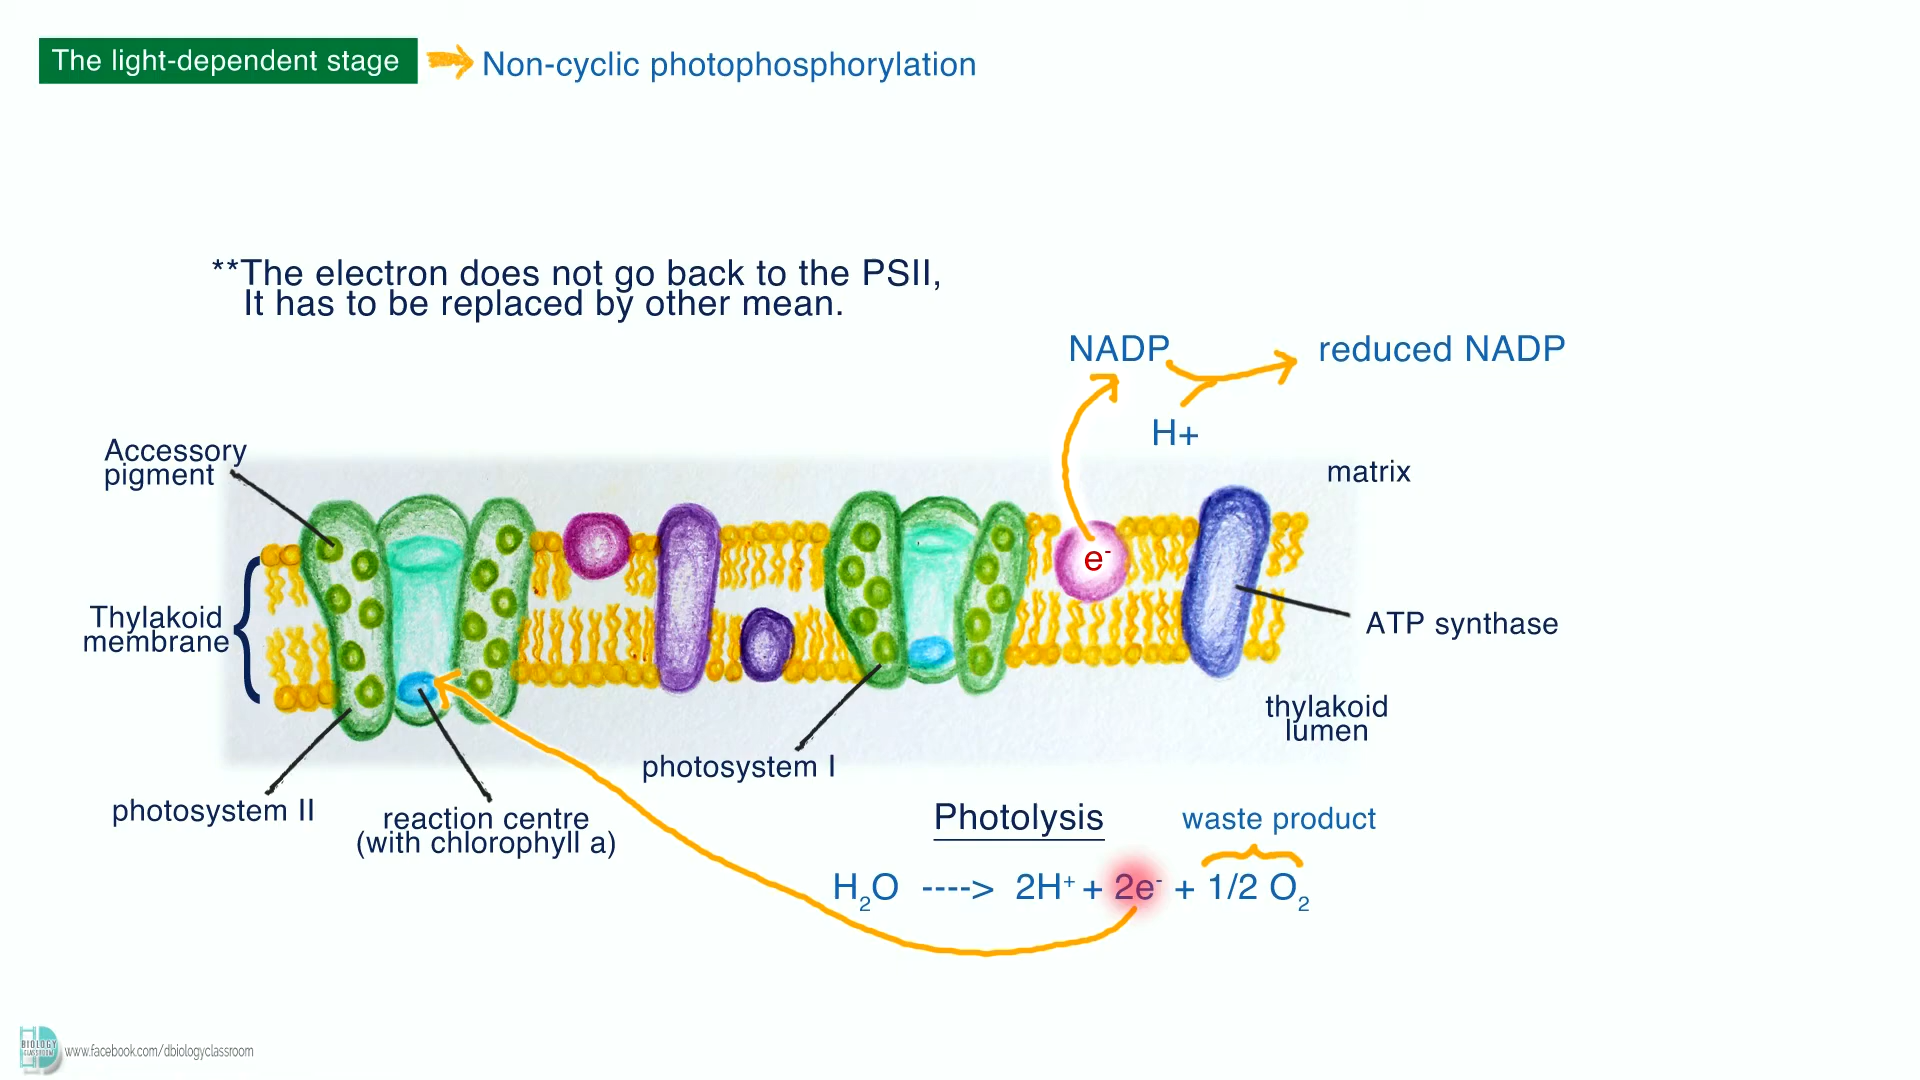 The light-dependent stage
Non-cyclic photophosphorylation
**The electron does not go back to the PSII,
It has to be replaced by other mean.
NADP
reduced NADP
H+
Accessory
pigment
matrix
e⁻
Thylakoid
membrane
ATP synthase
thylakoid
lumen
photosystem I
photosystem II
reaction centre
(with chlorophyll a)
Photolysis
waste product
H₂O ----> 2H⁺ + 2e⁻ + 1/2 O₂
BIOLOGY
CLASSROOM
www.facebook.com/dbiologyclassroom